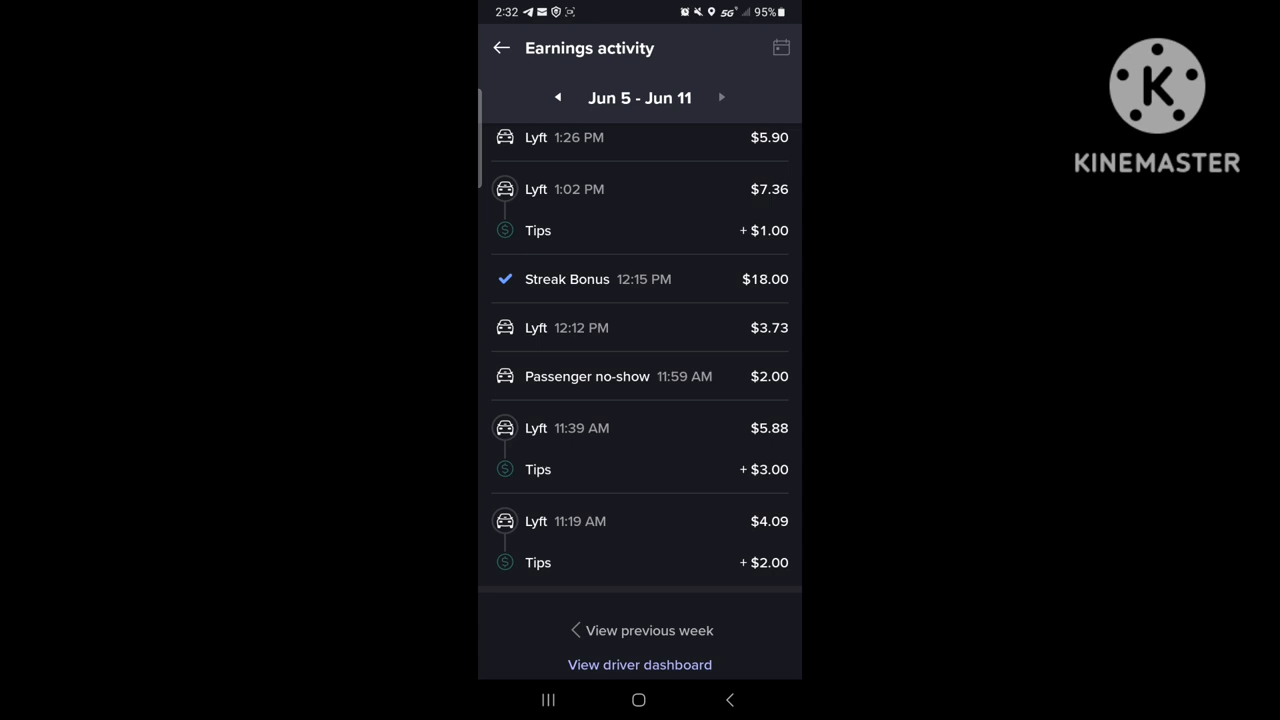 2:32 5G 95%
Earnings activity
Jun 5 - Jun 11
Lyft 1:26 PM $5.90
Lyft 1:02 PM $7.36
Tips + $1.00
Streak Bonus 12:15 PM $18.00
Lyft 12:12 PM $3.73
Passenger no-show 11:59 AM $2.00
Lyft 11:39 AM $5.88
Tips + $3.00
Lyft 11:19 AM $4.09
Tips + $2.00
View previous week
View driver dashboard
K
KINEMASTER